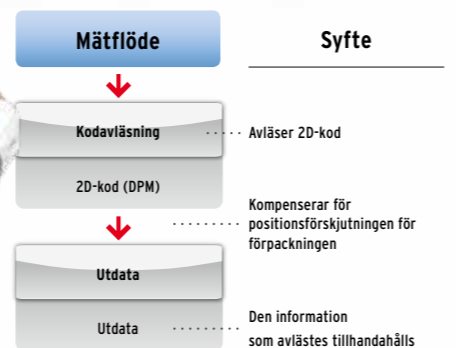 Mätflöde
Syfte
Kodavläsning
Avläser 2D-kod
2D-kod (DPM)
Kompenserar för
positionsförskjutningen för
förpackningen
Utdata
Utdata
Den information
som avlästes tillhandahålls